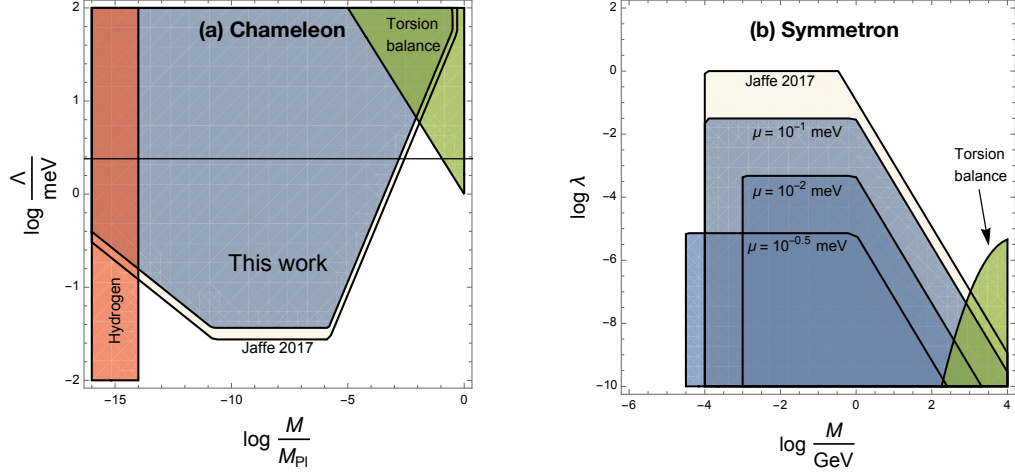 (a) Chameleon
Torsion
balance
This work
Jaffe 2017
Hydrogen
log Λ/meV
2
1
0
−1
−2
−15
−10
−5
0
log M/M_Pl
(b) Symmetron
Jaffe 2017
μ = 10^-1 meV
μ = 10^-2 meV
μ = 10^-0.5 meV
Torsion
balance
log λ
2
0
−2
−4
−6
−8
−10
−6
−4
−2
0
2
4
log M/GeV